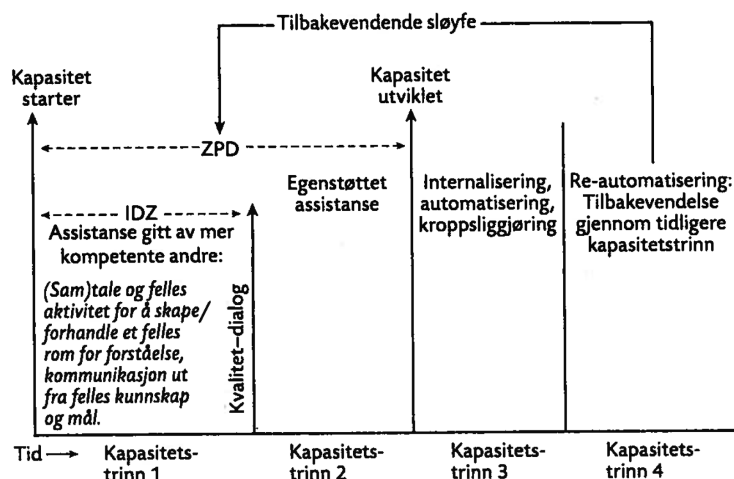 Tilbakevendende sløyfe
Kapasitet
starter
Kapasitet
utviklet
ZPD
Egenstøttet
assistanse
Internalisering,
automatisering,
kroppsliggjøring
Re-automatisering:
Tilbakevendelse
gjennom tidligere
kapasitetstrinn
IDZ
Assistanse gitt av mer
kompetente andre:
(Sam)tale og felles
aktivitet for å skape/
forhandle et felles
rom for forståelse,
kommunikasjon ut
fra felles kunnskap
og mål.
Kvalitet–dialog
Tid
Kapasitets-
trinn 1
Kapasitets-
trinn 2
Kapasitets-
trinn 3
Kapasitets-
trinn 4